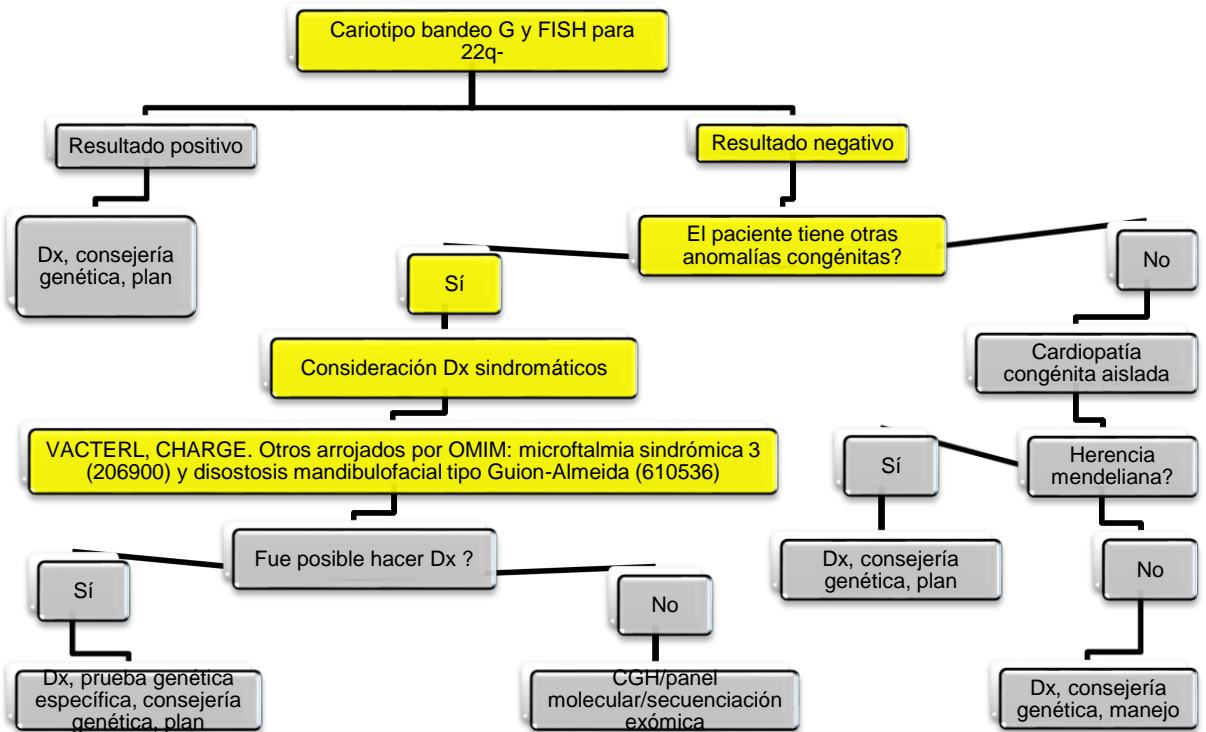 Cariotipo bandeo G y FISH para
22q-
Resultado positivo
Resultado negativo
Dx, consejería
genética, plan
El paciente tiene otras
anomalías congénitas?
Sí
No
Consideración Dx sindromáticos
Cardiopatía
congénita aislada
VACTERL, CHARGE. Otros arrojados por OMIM: microftalmia sindrómica 3
(206900) y disostosis mandibulofacial tipo Guion-Almeida (610536)
Sí
Herencia
mendeliana?
Fue posible hacer Dx ?
Dx, consejería
genética, plan
No
Sí
No
Dx, prueba genética
específica, consejería
genética, plan
CGH/panel
molecular/secuenciación
exómica
Dx, consejería
genética, manejo